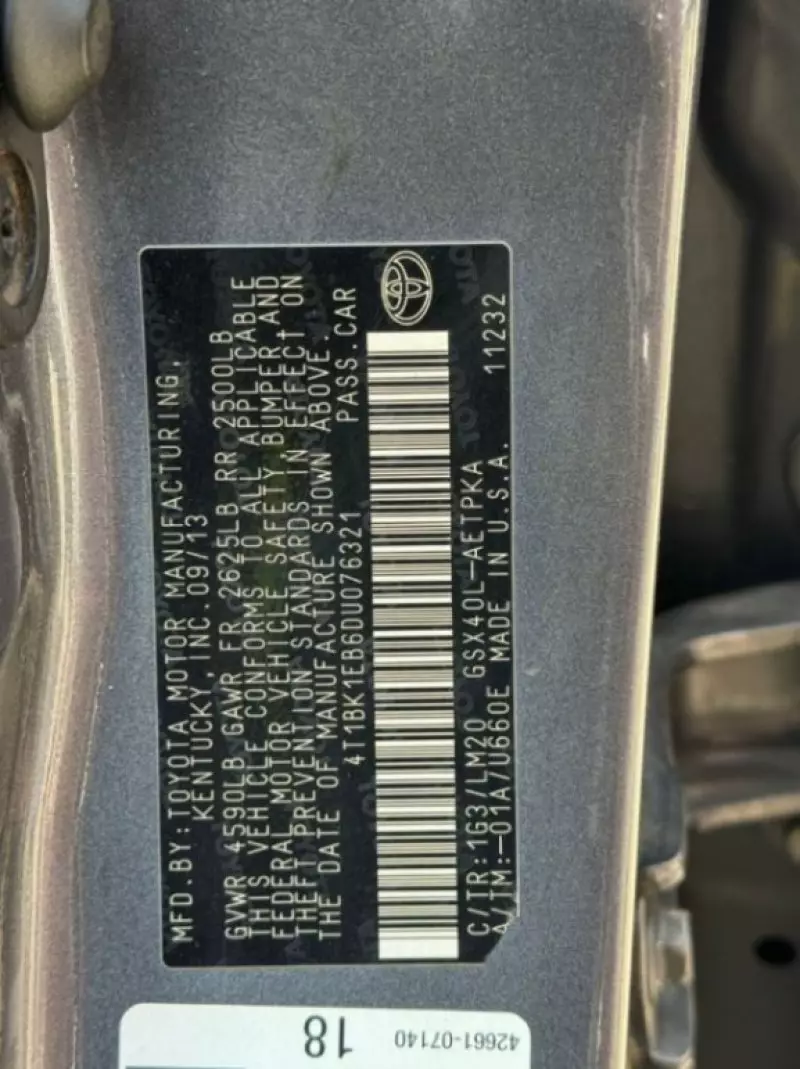 MFD.BY:TOYOTA MOTOR MANUFACTURING,
KENTUCKY, INC.09/13
GVWR 4590LB GAWR FR 2625LB RR 2500LB
THIS VEHICLE CONFORMS TO ALL APPLICABLE
FEDERAL MOTOR VEHICLE SAFETY,BUMPER,AND
THEFT PREVENTION STANDARDS IN EFFECT ON
THE DATE OF MANUFACTURE SHOWN ABOVE.
4T1BK1EB6DU076321 PASS.CAR
C/TR:1G3/LM20 GSX40L-AETPKA
A/TM:-01A/U660E MADE IN U.S.A. 11232
42661-07140 18